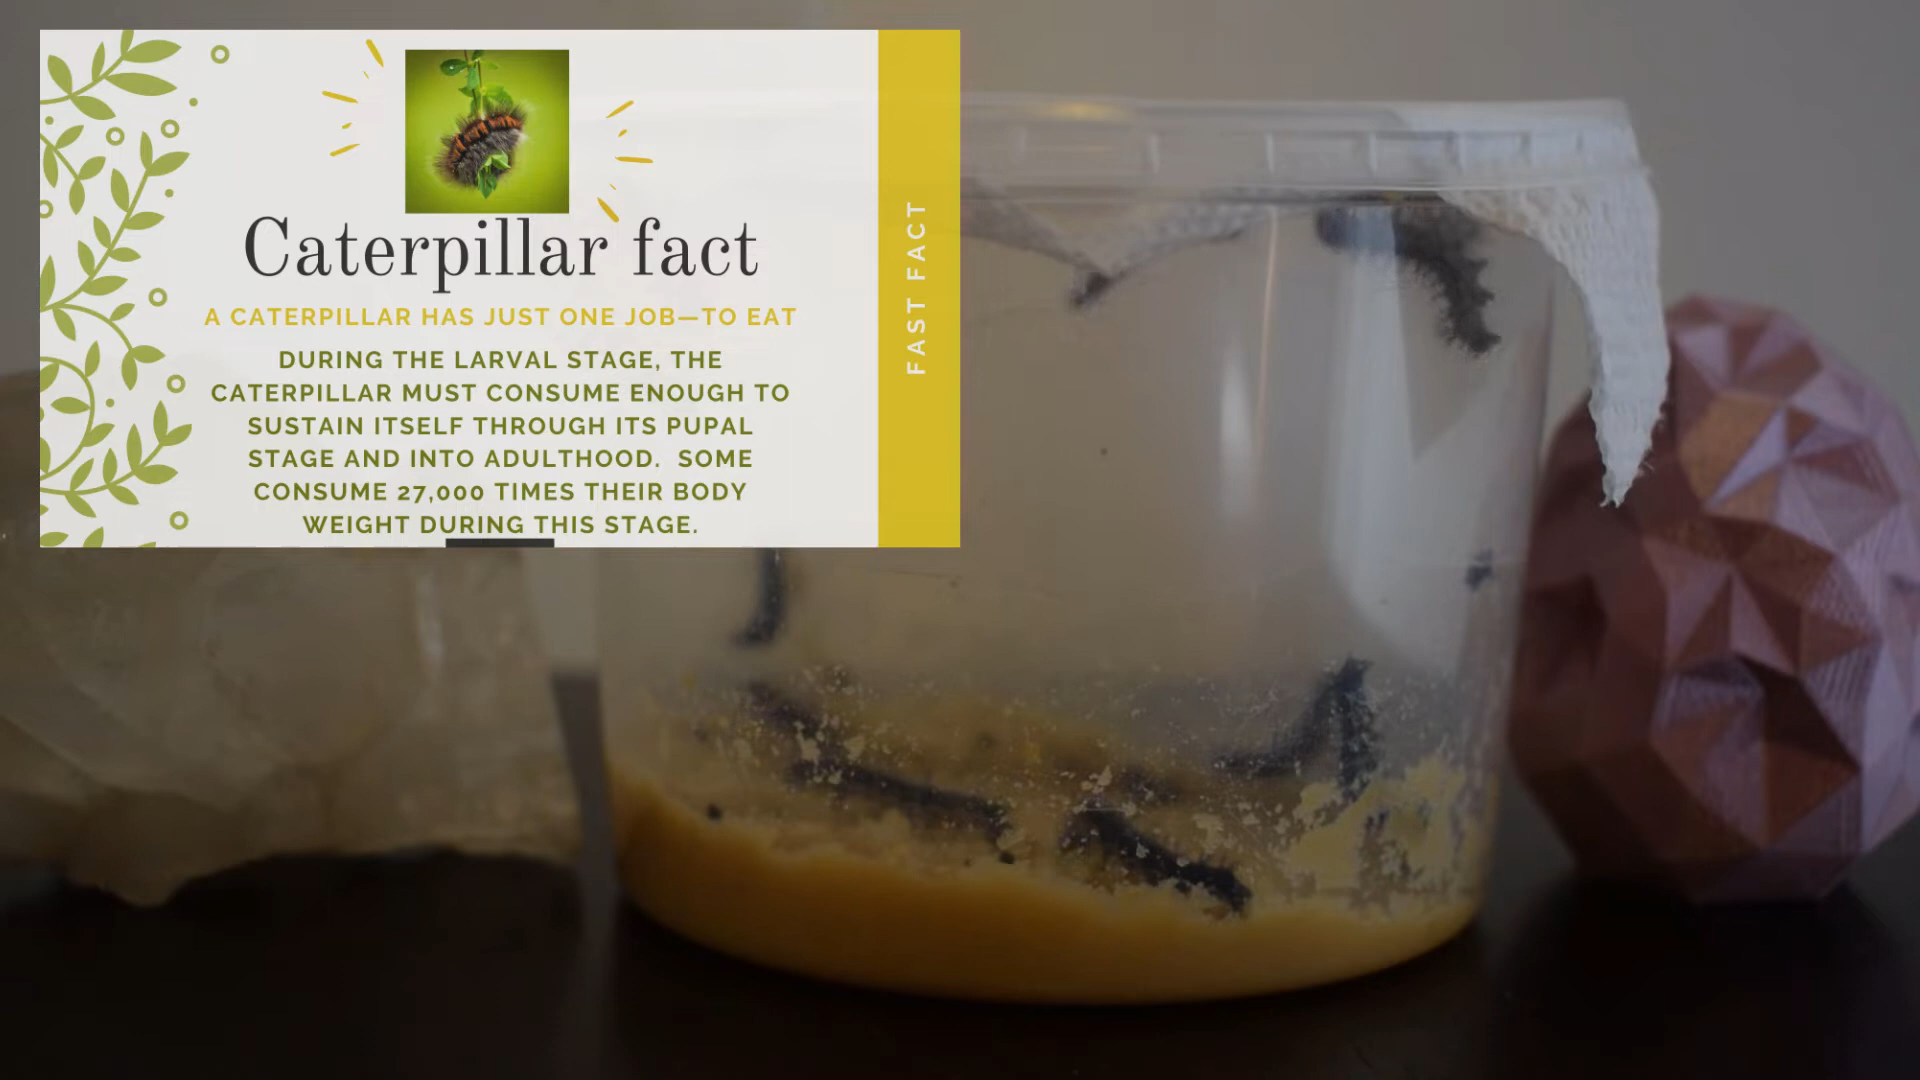 Caterpillar fact
A CATERPILLAR HAS JUST ONE JOB—TO EAT
DURING THE LARVAL STAGE, THE
CATERPILLAR MUST CONSUME ENOUGH TO
SUSTAIN ITSELF THROUGH ITS PUPAL
STAGE AND INTO ADULTHOOD. SOME
CONSUME 27,000 TIMES THEIR BODY
WEIGHT DURING THIS STAGE.
FAST FACT